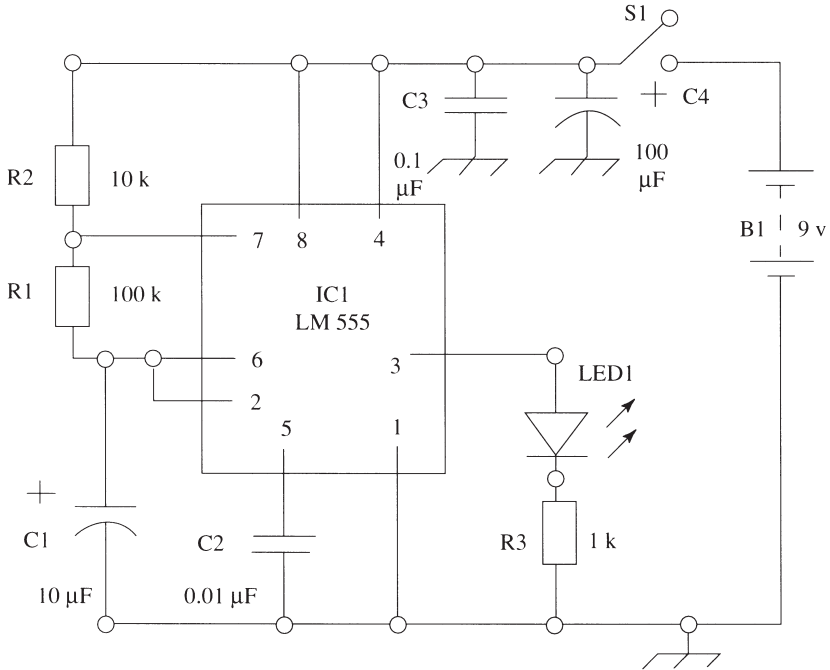 S1
C3
+
C4
0.1
µF
100
µF
R2
10 k
7
8
4
B1
9 v
R1
100 k
IC1
LM 555
6
3
2
LED1
5
1
+
C1
C2
R3
1 k
10 µF
0.01 µF